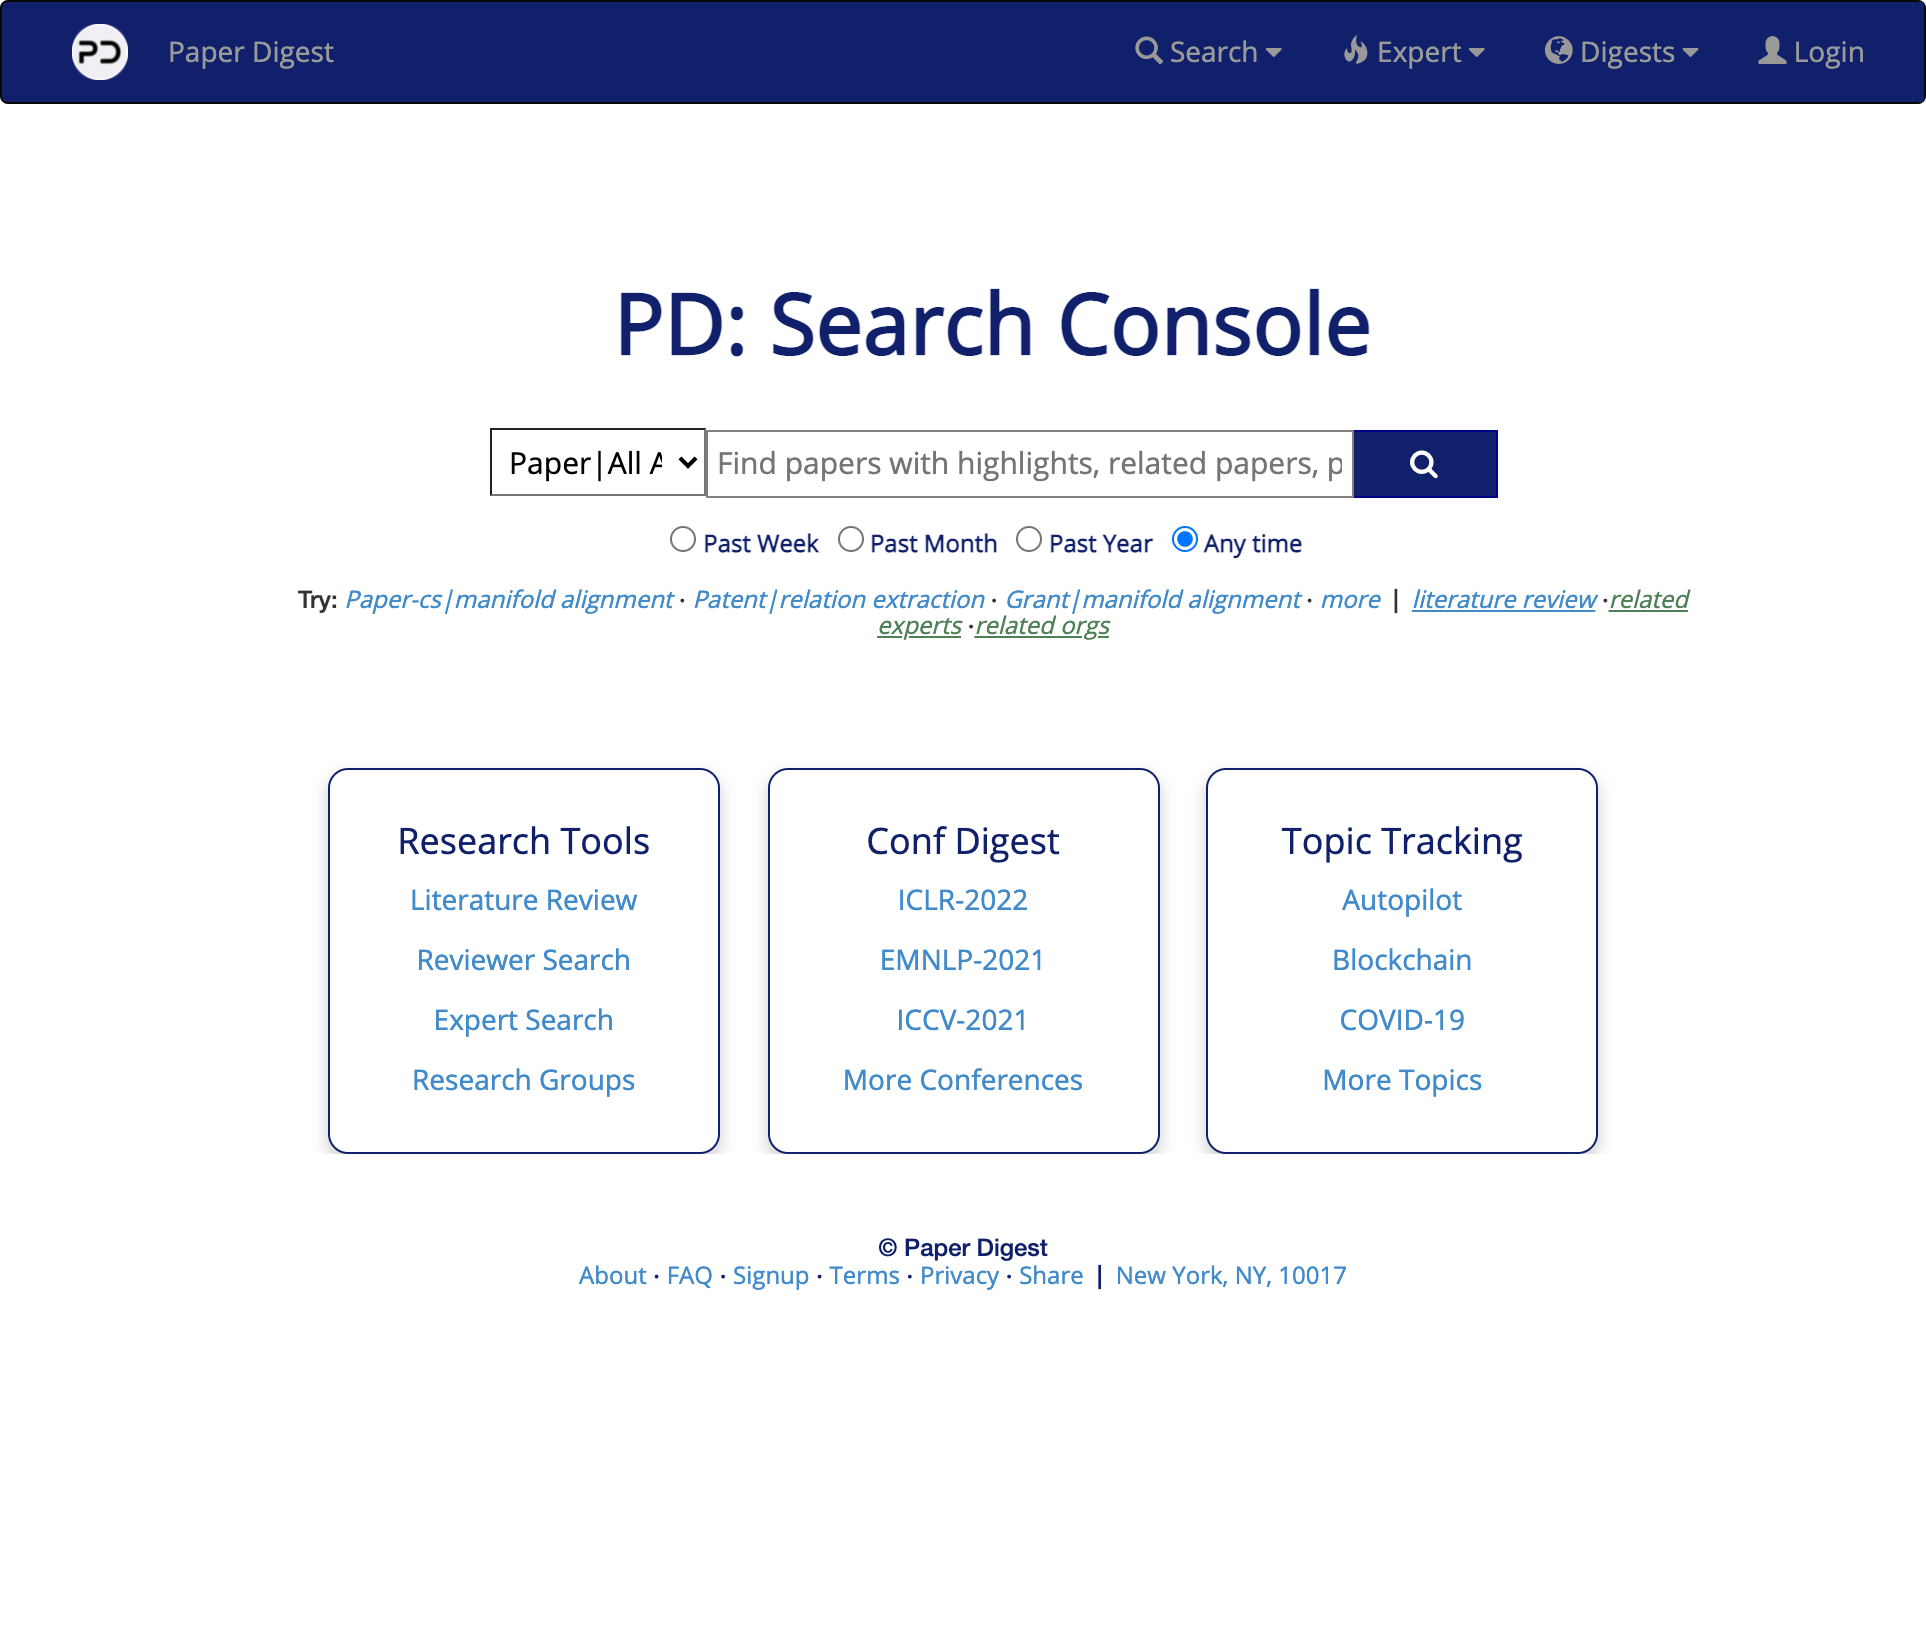 PD Paper Digest Search Expert Digests Login
PD: Search Console
Paper|All A Find papers with highlights, related papers, p
Past Week Past Month Past Year Any time
Try: Paper-cs|manifold alignment · Patent|relation extraction · Grant|manifold alignment · more | literature review ·related
experts ·related orgs
Research Tools
Literature Review
Reviewer Search
Expert Search
Research Groups
Conf Digest
ICLR-2022
EMNLP-2021
ICCV-2021
More Conferences
Topic Tracking
Autopilot
Blockchain
COVID-19
More Topics
© Paper Digest
About · FAQ · Signup · Terms · Privacy · Share | New York, NY, 10017